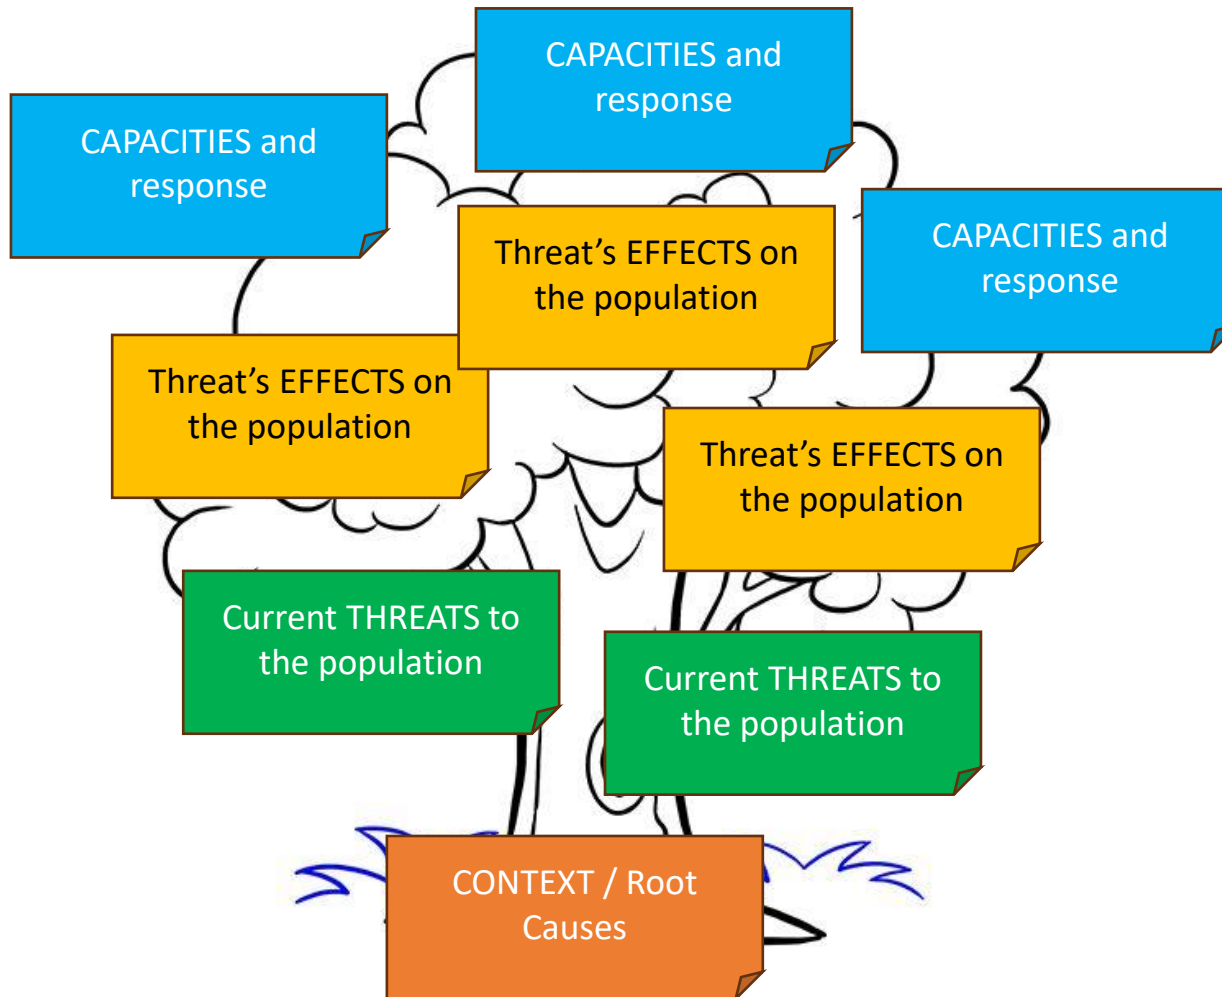 CAPACITIES and
response
CAPACITIES and
response
CAPACITIES and
response
Threat’s EFFECTS on
the population
Threat’s EFFECTS on
the population
Threat’s EFFECTS on
the population
Current THREATS to
the population
Current THREATS to
the population
CONTEXT / Root
Causes